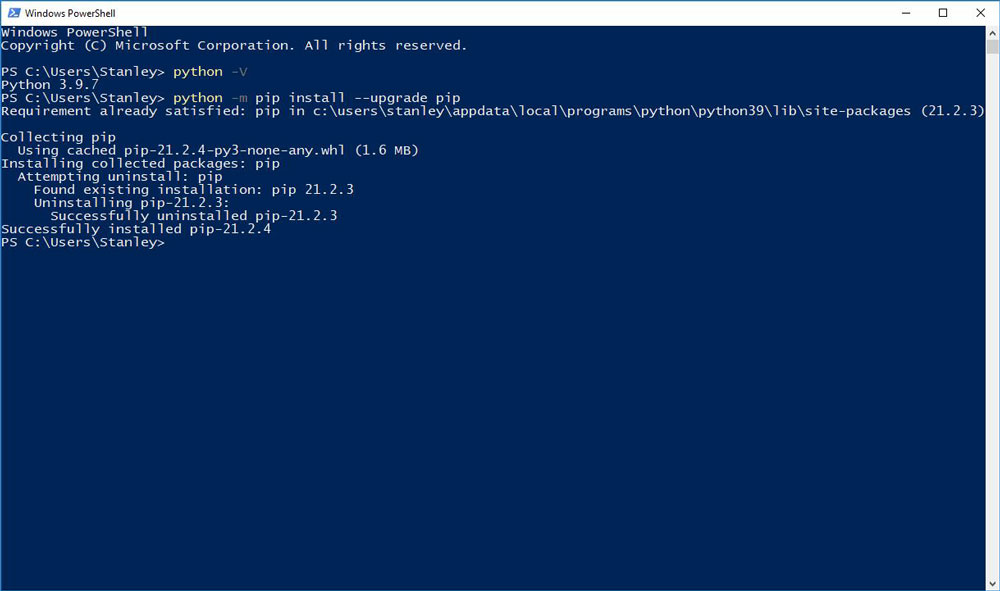 Windows PowerShell
Windows PowerShell
Copyright (C) Microsoft Corporation. All rights reserved.
PS C:\Users\Stanley> python -V
Python 3.9.7
PS C:\Users\Stanley> python -m pip install --upgrade pip
Requirement already satisfied: pip in c:\users\stanley\appdata\local\programs\python\python39\lib\site-packages (21.2.3)
Collecting pip
  Using cached pip-21.2.4-py3-none-any.whl (1.6 MB)
Installing collected packages: pip
  Attempting uninstall: pip
    Found existing installation: pip 21.2.3
    Uninstalling pip-21.2.3:
      Successfully uninstalled pip-21.2.3
Successfully installed pip-21.2.4
PS C:\Users\Stanley>